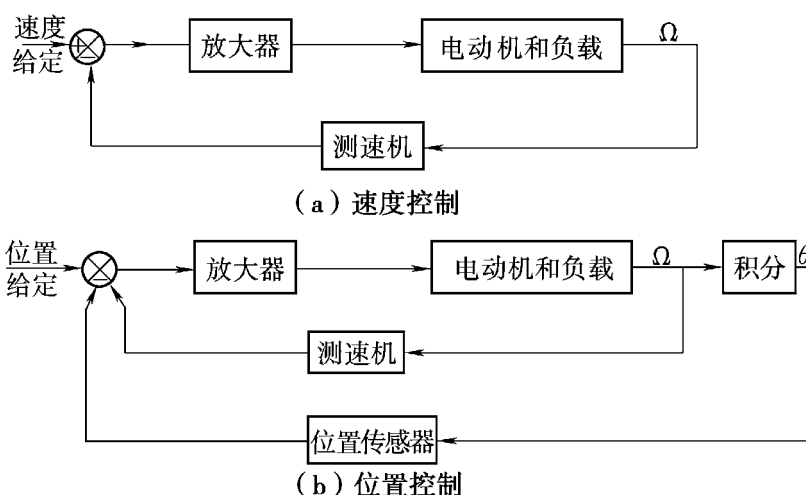 速度
给定
放大器
电动机和负载
Ω
测速机
(a)速度控制
位置
给定
放大器
电动机和负载
Ω
积分
θ
测速机
位置传感器
(b)位置控制